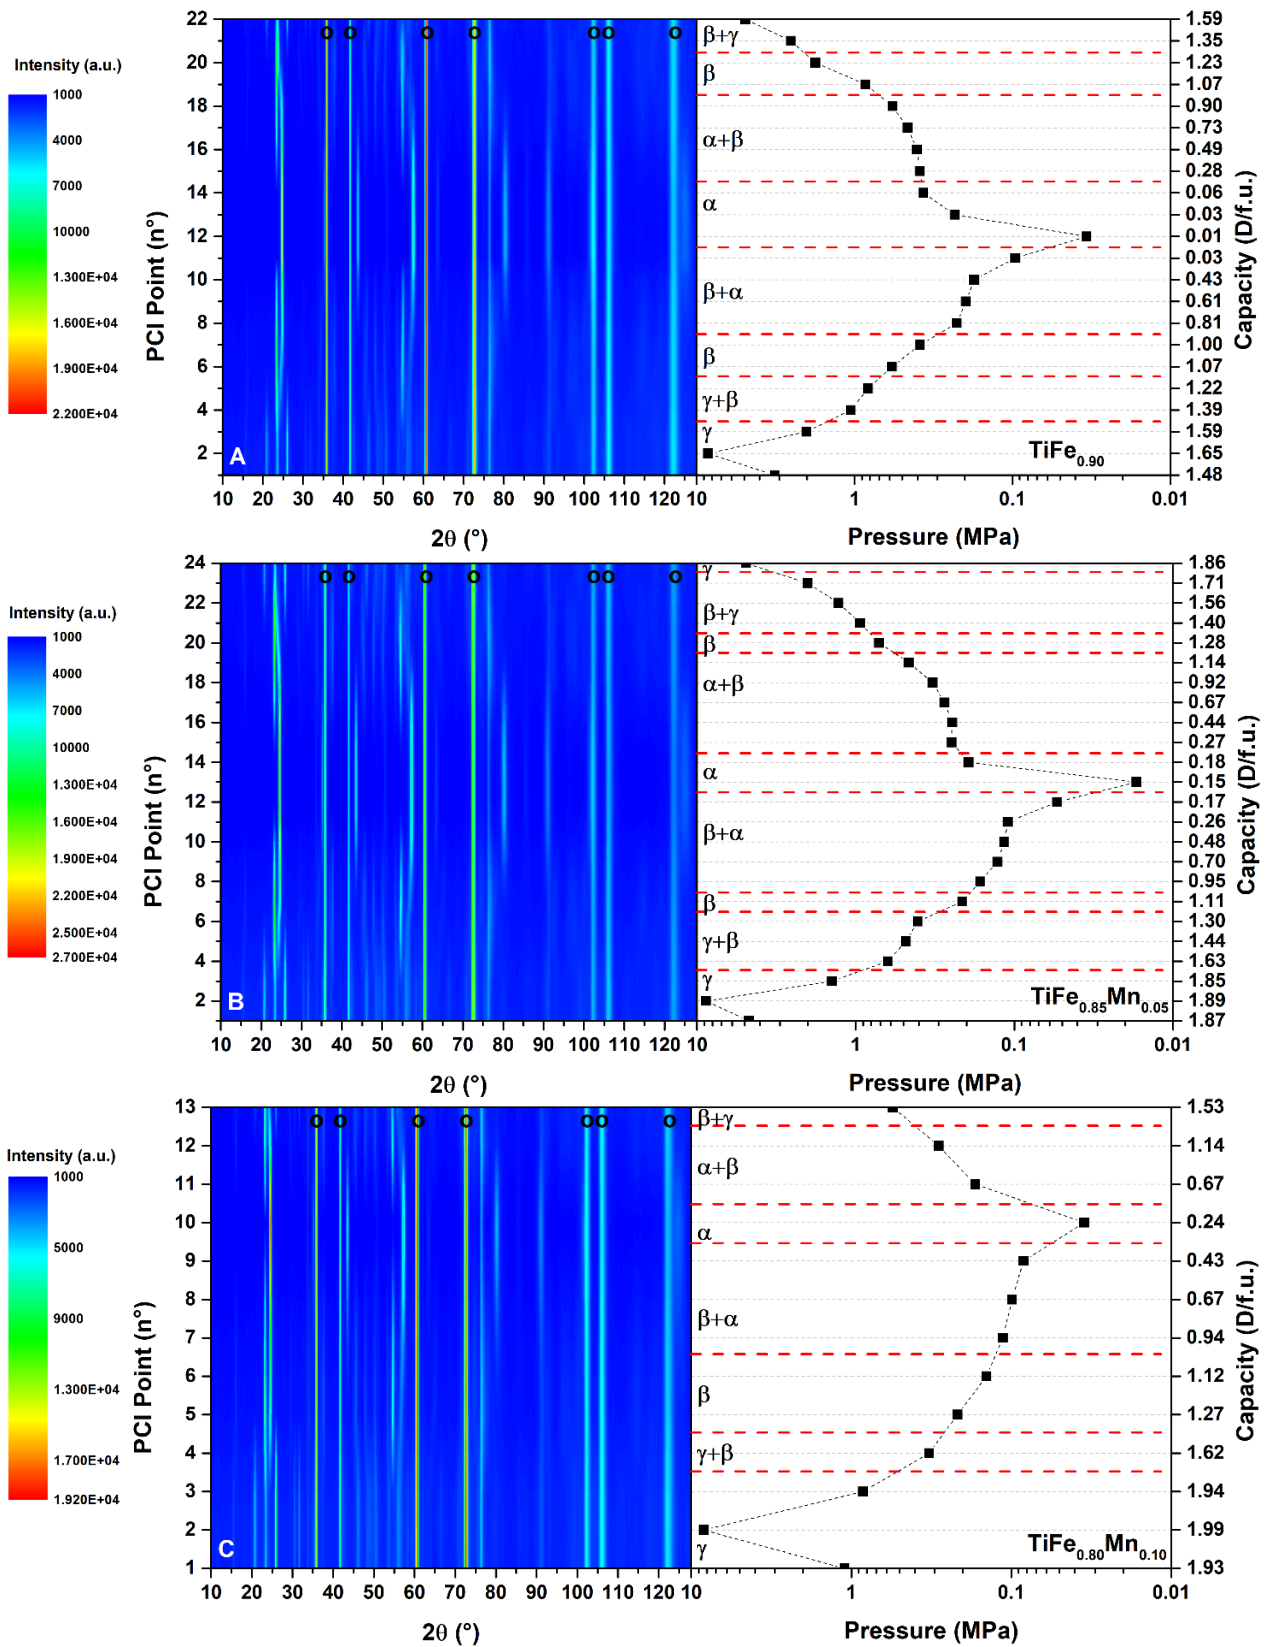 Intensity (a.u.)
1000
4000
7000
10000
1.300E+04
1.600E+04
1.900E+04
2.200E+04
PCI Point (n°)
22
20
18
16
14
12
10
8
6
4
2
o o o o o o o
A
10 20 30 40 50 60 70 80 90 100 110 120
2θ (°)
β+γ
β
α+β
α
β+α
β
γ+β
γ
TiFe0.90
10 1 0.1 0.01
Pressure (MPa)
1.59
1.35
1.23
1.07
0.90
0.73
0.49
0.28
0.06
0.03
0.01
0.03
0.43
0.61
0.81
1.00
1.07
1.22
1.39
1.59
1.65
1.48
Capacity (D/f.u.)
Intensity (a.u.)
1000
4000
7000
10000
1.300E+04
1.600E+04
1.900E+04
2.200E+04
2.500E+04
2.700E+04
PCI Point (n°)
24
22
20
18
16
14
12
10
8
6
4
2
o o o o o o o
B
10 20 30 40 50 60 70 80 90 100 110 120
2θ (°)
γ
β+γ
β
α+β
α
β+α
β
γ+β
γ
TiFe0.85Mn0.05
10 1 0.1 0.01
Pressure (MPa)
1.86
1.71
1.56
1.40
1.28
1.14
0.92
0.67
0.44
0.27
0.18
0.15
0.17
0.26
0.48
0.70
0.95
1.11
1.30
1.44
1.63
1.85
1.89
1.87
Capacity (D/f.u.)
Intensity (a.u.)
1000
5000
9000
1.300E+04
1.700E+04
1.920E+04
PCI Point (n°)
13
12
11
10
9
8
7
6
5
4
3
2
1
o o o o o o o
C
10 20 30 40 50 60 70 80 90 100 110 120
2θ (°)
β+γ
α+β
α
β+α
β
γ+β
γ
TiFe0.80Mn0.10
10 1 0.1 0.01
Pressure (MPa)
1.53
1.14
0.67
0.24
0.43
0.67
0.94
1.12
1.27
1.62
1.94
1.99
1.93
Capacity (D/f.u.)